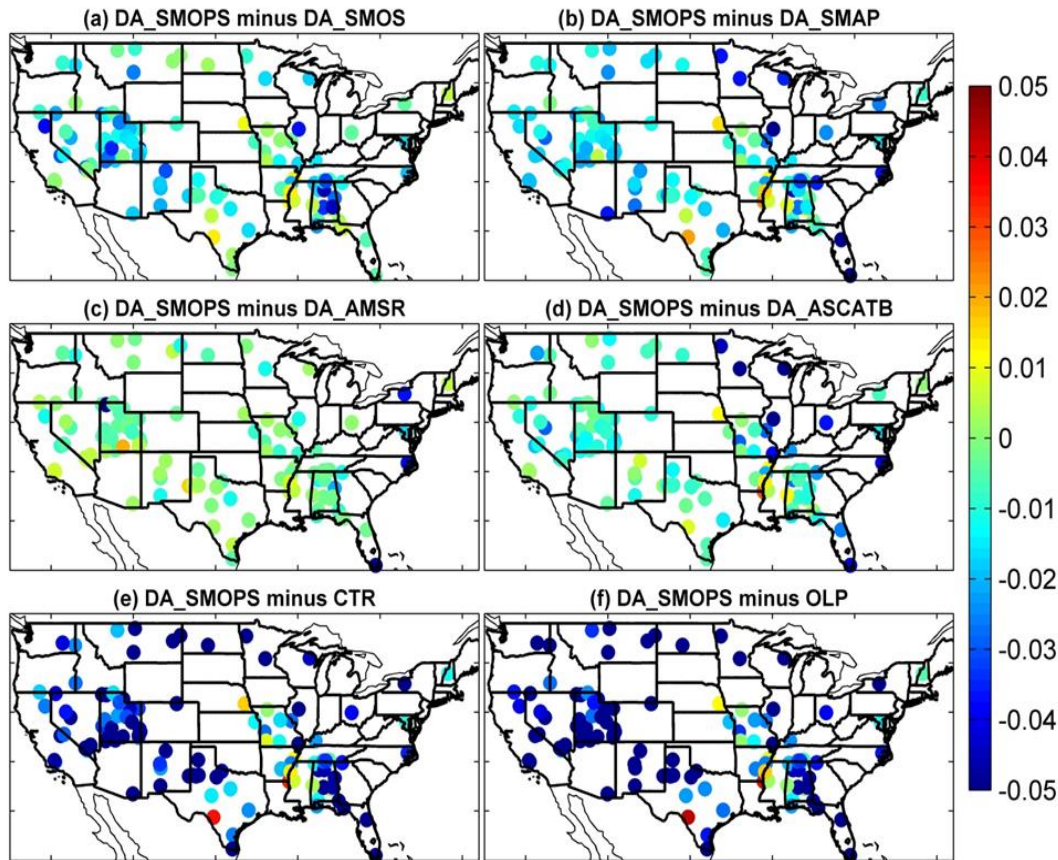 (a) DA_SMOPS minus DA_SMOS
(b) DA_SMOPS minus DA_SMAP
(c) DA_SMOPS minus DA_AMSR
(d) DA_SMOPS minus DA_ASCATB
(e) DA_SMOPS minus CTR
(f) DA_SMOPS minus OLP
0.05
0.04
0.03
0.02
0.01
0
-0.01
-0.02
-0.03
-0.04
-0.05